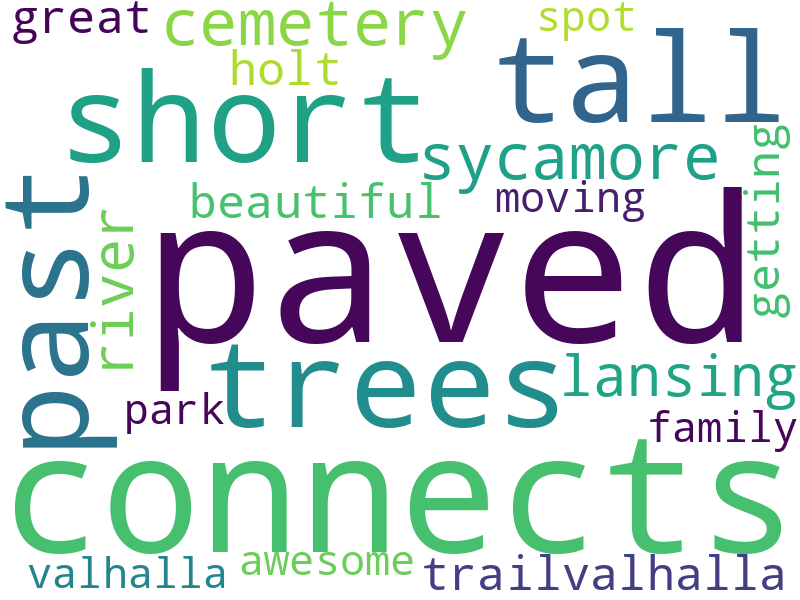 great
cemetery
spot
holt
tall
short
sycamore
getting
past
river
beautiful
moving
paved
trees
lansing
park
family
connects
valhalla
awesome
trailvalhalla